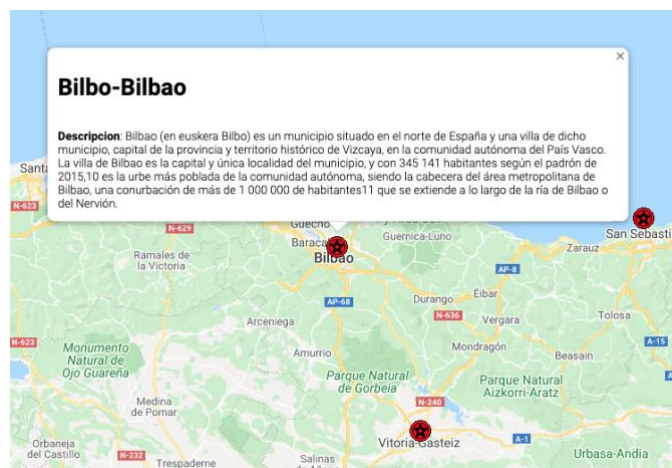 Bilbo-Bilbao
Descripcion: Bilbao (en euskera Bilbo) es un municipio situado en el norte de España y una villa de dicho
municipio, capital de la provincia y territorio histórico de Vizcaya, en la comunidad autónoma del País Vasco.
La villa de Bilbao es la capital y única localidad del municipio, y con 345 141 habitantes según el padrón de
2015,10 es la urbe más poblada de la comunidad autónoma, siendo la cabecera del área metropolitana de
Bilbao, una conurbación de más de 1 000 000 de habitantes11 que se extiende a lo largo de la ría de Bilbao o
del Nervión.
N-623
N-629
Guecho
Guernica-Luno
San Sebasti
Baraca
Zarauz
Bilbao
Ramales de
la Victoria
AP-8
AP-68
Durango
Éibar
N-636
Vergara
Tolosa
Arceniega
N-623
A-15
Monumento
Natural de
Ojo Guareña
Amurrio
Mondragón
Beasain
Parque Natural
de Gorbeia
Parque Natural
Aizkorri-Aratz
Medina
de Pomar
N-240
Orbaneja
del Castillo
N-232
Trespaderne
Salinas
Vitoria-Gasteiz
A-1
Urbasa-Andia